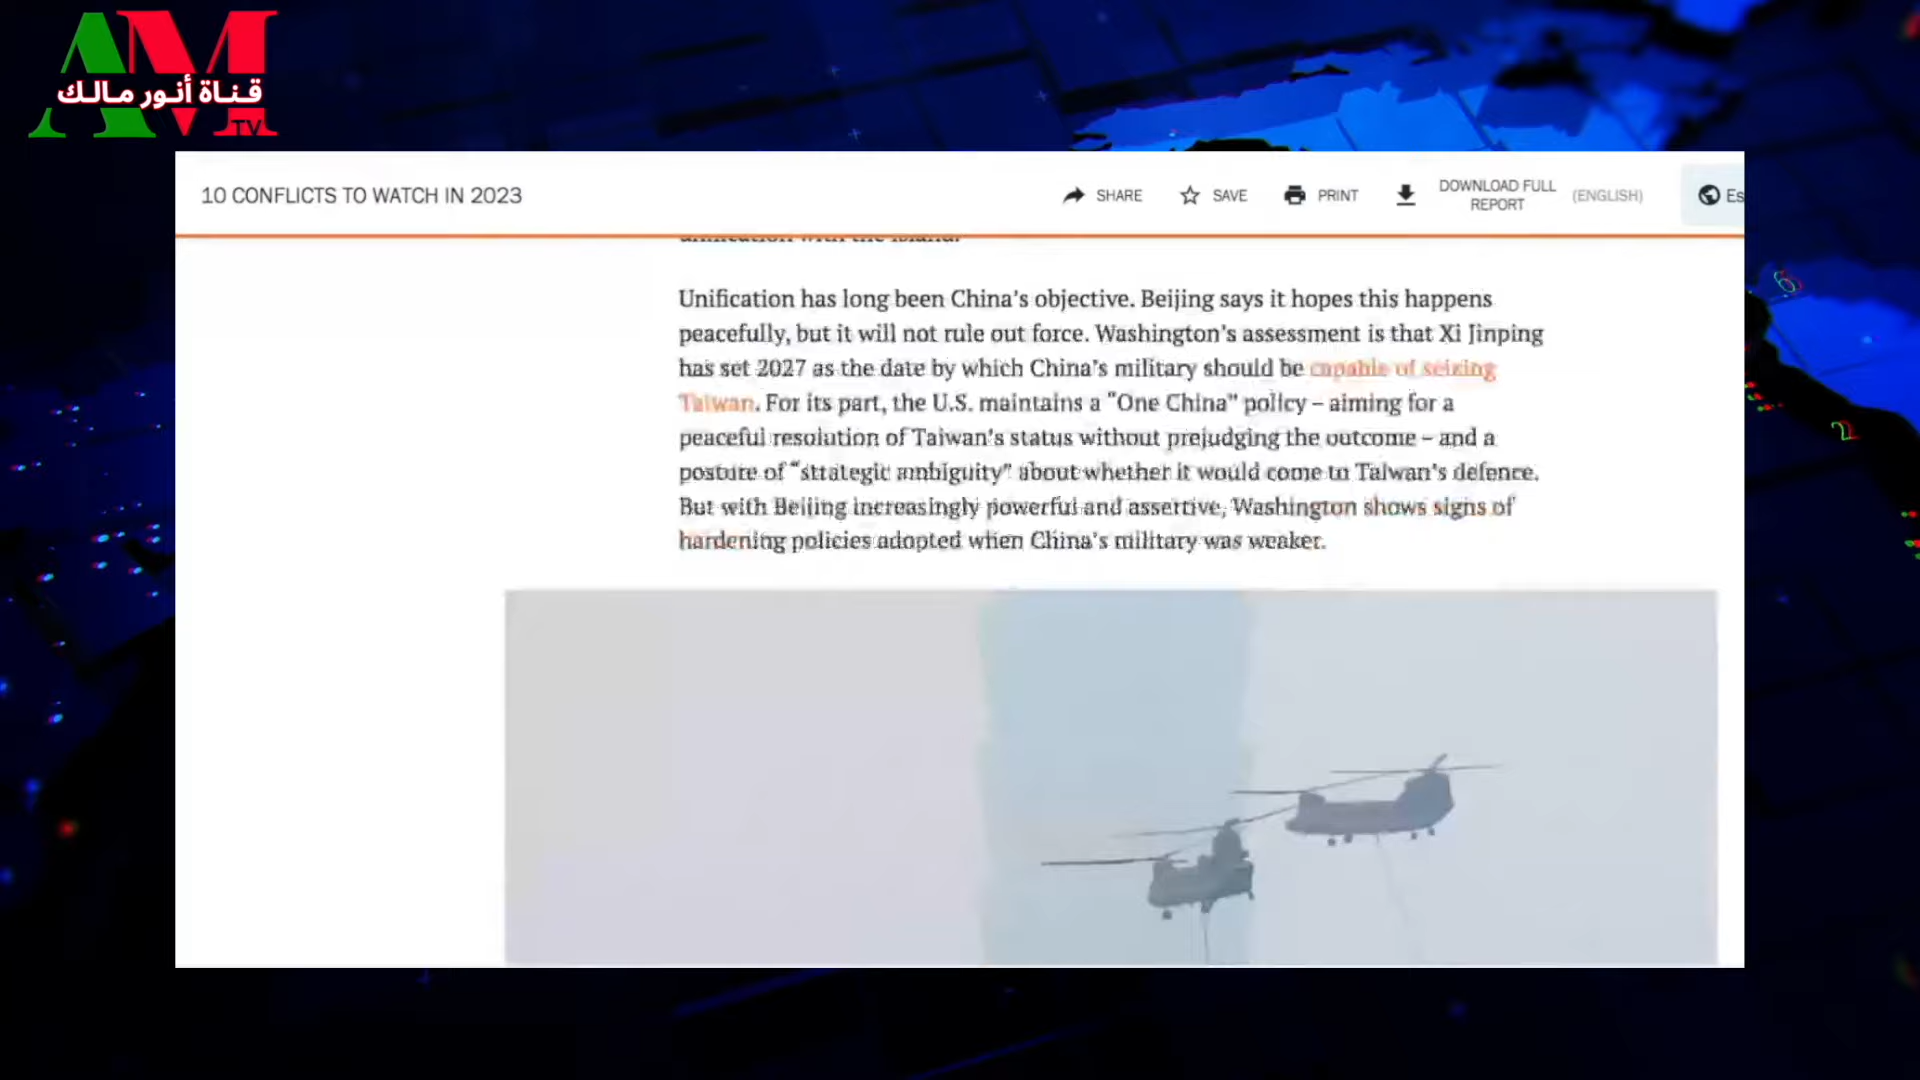 AM
قناة أنور مالك
TV
10 CONFLICTS TO WATCH IN 2023
SHARE
SAVE
PRINT
DOWNLOAD FULL
REPORT
(ENGLISH)
Es
unification with the island.
Unification has long been China's objective. Beijing says it hopes this happens
peacefully, but it will not rule out force. Washington's assessment is that Xi Jinping
has set 2027 as the date by which China's military should be capable of seizing
Taiwan. For its part, the U.S. maintains a "One China" policy – aiming for a
peaceful resolution of Taiwan's status without prejudging the outcome – and a
posture of "strategic ambiguity" about whether it would come to Taiwan's defence.
But with Beijing increasingly powerful and assertive, Washington shows signs of
hardening policies adopted when China's military was weaker.